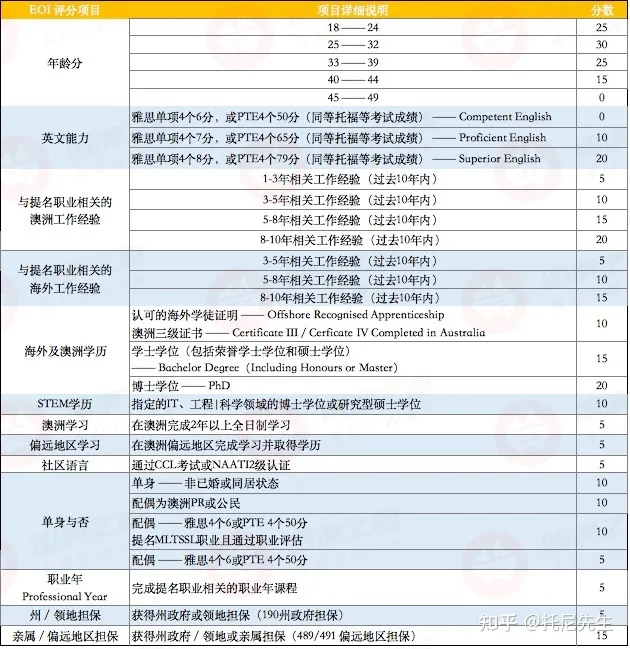 EOI 评分项目 项目详细说明 分数
年龄分
18 —— 24 25
25 —— 32 30
33 —— 39 25
40 —— 44 15
45 —— 49 0
英文能力
雅思单项4个6分，或PTE4个50分（同等托福等考试成绩） —— Competent English 0
雅思单项4个7分，或PTE4个65分（同等托福等考试成绩） —— Proficient English 10
雅思单项4个8分，或PTE4个79分（同等托福等考试成绩） —— Superior English 20
与提名职业相关的
澳洲工作经验
1-3年相关工作经验（过去10年内） 5
3-5年相关工作经验（过去10年内） 10
5-8年相关工作经验（过去10年内） 15
8-10年相关工作经验（过去10年内） 20
与提名职业相关的
海外工作经验
3-5年相关工作经验（过去10年内） 5
5-8年相关工作经验（过去10年内） 10
8-10年相关工作经验（过去10年内） 15
海外及澳洲学历
认可的海外学徒证明 —— Offshore Recognised Apprenticeship
澳洲三级证书 —— Certificate III / Cerficate IV Completed in Australia 10
学士学位（包括荣誉学士学位和硕士学位）
—— Bachelor Degree（Including Honours or Master） 15
博士学位 —— PhD 20
STEM学历 指定的IT、工程|科学领域的博士学位或研究型硕士学位 10
澳洲学习 在澳洲完成2年以上全日制学习 5
偏远地区学习 在澳洲偏远地区完成学习并取得学历 5
社区语言 通过CCL考试或NAATI2级认证 5
单身与否
单身 —— 非已婚或同居状态 10
配偶为澳洲PR或公民 10
配偶 —— 雅思4个6或PTE 4个50分
提名MLTSSL职业且通过职业评估 10
配偶 —— 雅思4个6或PTE 4个50分 5
职业年
Professional Year 完成提名职业相关的职业年课程 5
州 / 领地担保 获得州政府或领地担保（190州政府担保） 5
亲属 / 偏远地区担保 获得州政府 / 领地或亲属担保（489/491 偏远地区担保） 15
知乎 @托尼先生